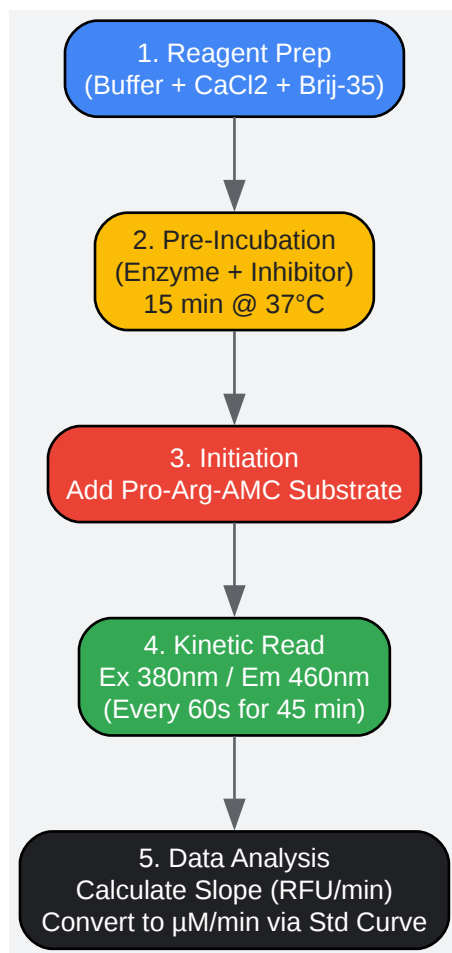 1. Reagent Prep
(Buffer + CaCl2 + Brij-35)
2. Pre-Incubation
(Enzyme + Inhibitor)
15 min @ 37°C
3. Initiation
Add Pro-Arg-AMC Substrate
4. Kinetic Read
Ex 380nm / Em 460nm
(Every 60s for 45 min)
5. Data Analysis
Calculate Slope (RFU/min)
Convert to µM/min via Std Curve